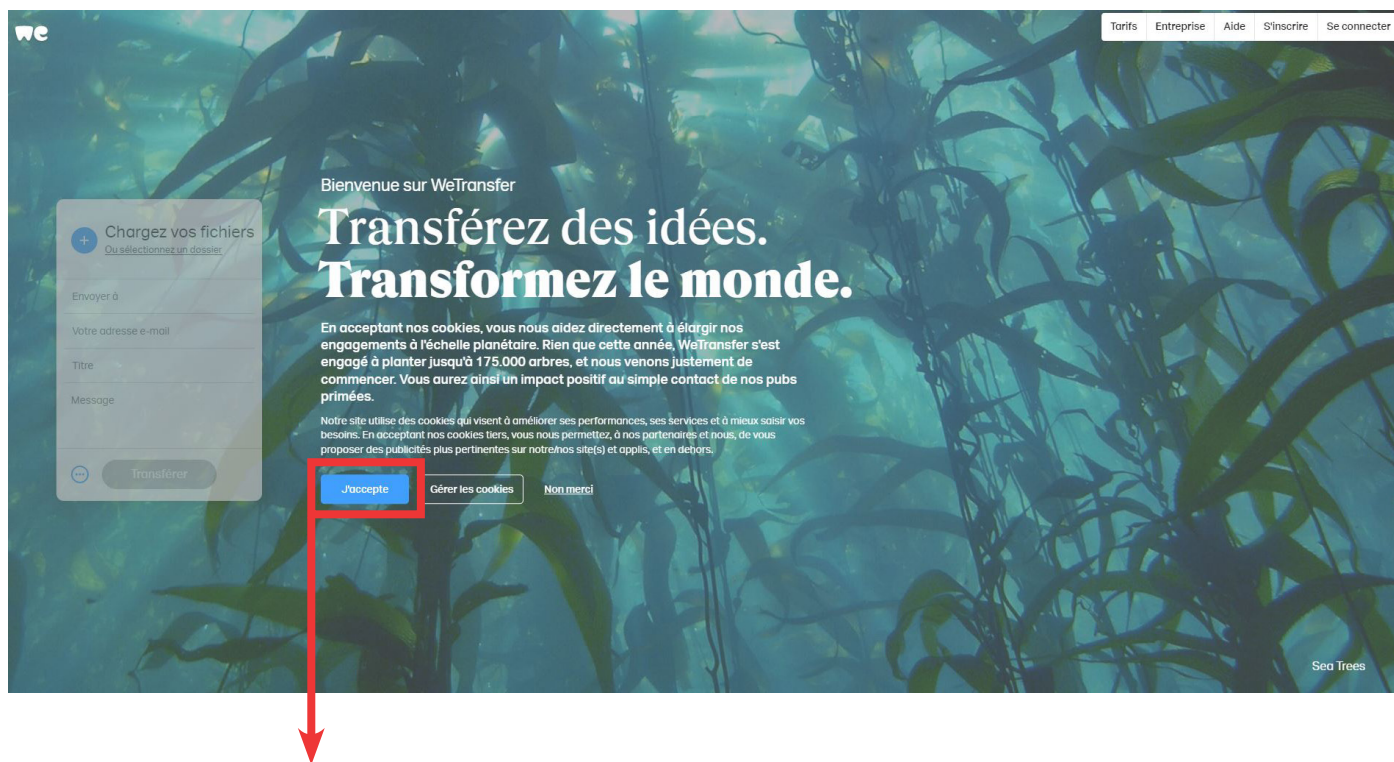 we
Tarifs Entreprise Aide S'inscrire Se connecter
Bienvenue sur WeTransfer
Transférez des idées.
Transformez le monde.
En acceptant nos cookies, vous nous aidez directement à élargir nos
engagements à l'échelle planétaire. Rien que cette année, WeTransfer s'est
engagé à planter jusqu'à 175.000 arbres, et nous venons justement de
commencer. Vous aurez ainsi un impact positif au simple contact de nos pubs
primées.
Notre site utilise des cookies qui visent à améliorer ses performances, ses services et à mieux saisir vos
besoins. En acceptant nos cookies tiers, vous nous permettez, à nos partenaires et nous, de vous
proposer des publicités plus pertinentes sur notre/nos site(s) et applis, et en dehors.
J'accepte Gérer les cookies Non merci
Chargez vos fichiers
Ou sélectionnez un dossier
Envoyer à
Votre adresse e-mail
Titre
Message
Transférer
Sea Trees